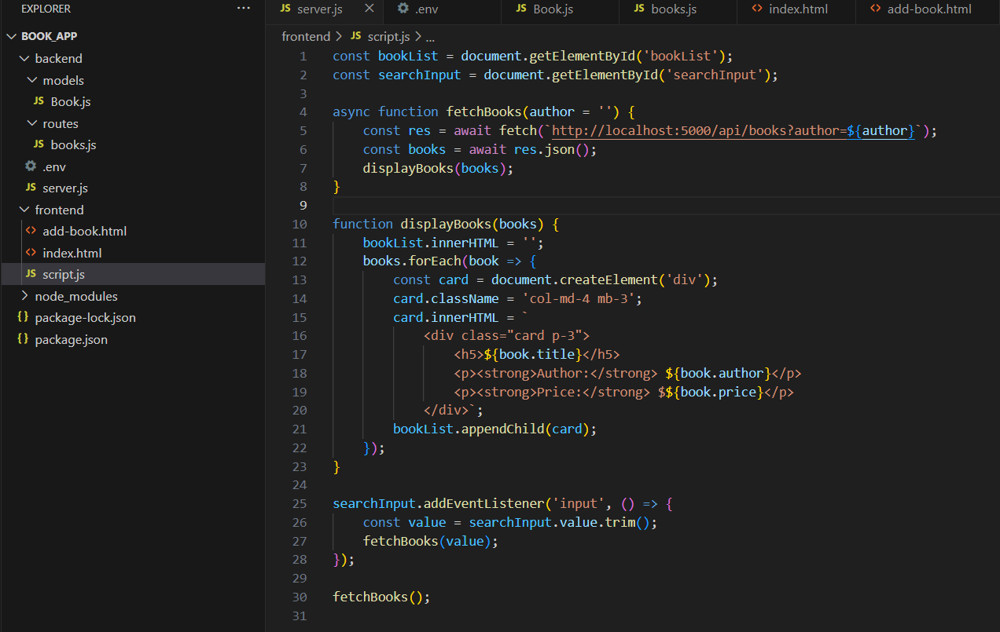 EXPLORER ...
BOOK_APP
backend
models
JS Book.js
routes
JS books.js
.env
JS server.js
frontend
<> add-book.html
<> index.html
JS script.js
node_modules
{} package-lock.json
{} package.json
JS server.js × .env JS Book.js JS books.js <> index.html <> add-book.html
frontend > JS script.js > ...
1 const bookList = document.getElementById('bookList');
2 const searchInput = document.getElementById('searchInput');
3
4 async function fetchBooks(author = '') {
5     const res = await fetch(`http://localhost:5000/api/books?author=${author}`);
6     const books = await res.json();
7     displayBooks(books);
8 }
9
10 function displayBooks(books) {
11     bookList.innerHTML = '';
12     books.forEach(book => {
13         const card = document.createElement('div');
14         card.className = 'col-md-4 mb-3';
15         card.innerHTML = `
16             <div class="card p-3">
17                 <h5>${book.title}</h5>
18                 <p><strong>Author:</strong> ${book.author}</p>
19                 <p><strong>Price:</strong> $${book.price}</p>
20             </div>`;
21         bookList.appendChild(card);
22     });
23 }
24
25 searchInput.addEventListener('input', () => {
26     const value = searchInput.value.trim();
27     fetchBooks(value);
28 });
29
30 fetchBooks();
31